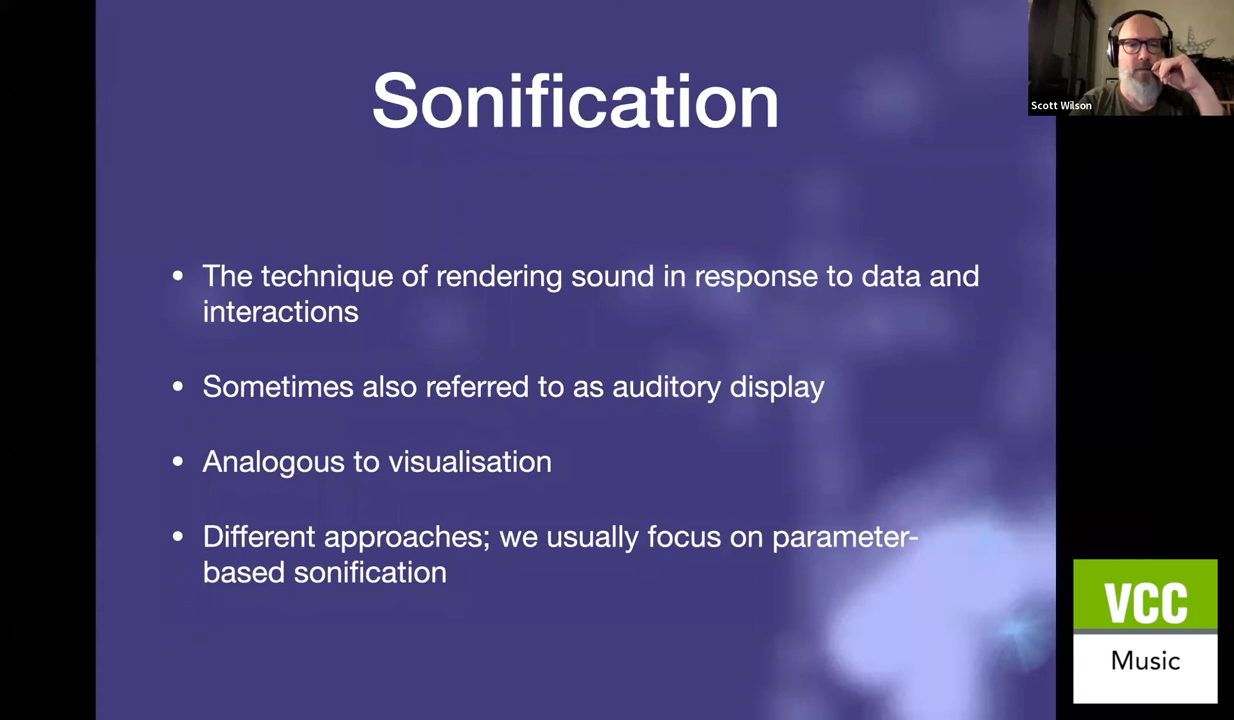 Sonification
Scott Wilson
• The technique of rendering sound in response to data and
interactions
• Sometimes also referred to as auditory display
• Analogous to visualisation
• Different approaches; we usually focus on parameter-
based sonification
VCC
Music